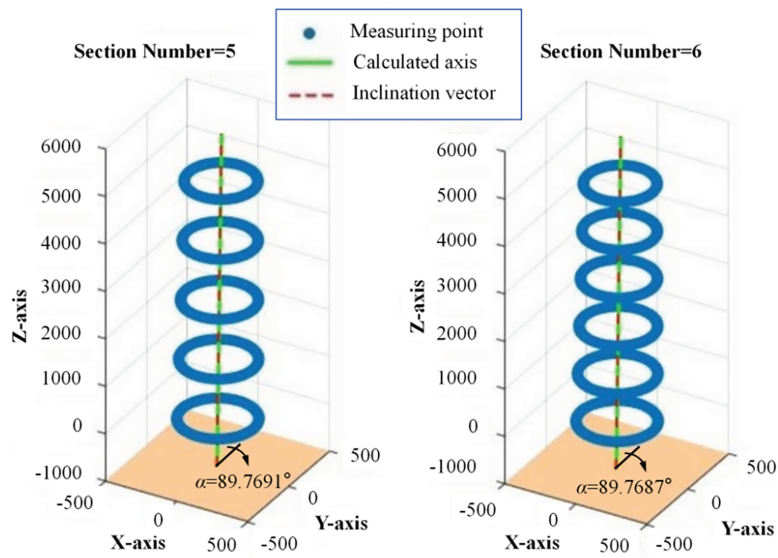 Measuring point
Calculated axis
Inclination vector
Section Number=5
6000
5000
4000
3000
2000
1000
0
-1000
Z-axis
α=89.7691°
-500
0
500
X-axis
-500
0
500
Y-axis
Section Number=6
6000
5000
4000
3000
2000
1000
0
-1000
Z-axis
α=89.7687°
-500
0
500
X-axis
-500
0
500
Y-axis